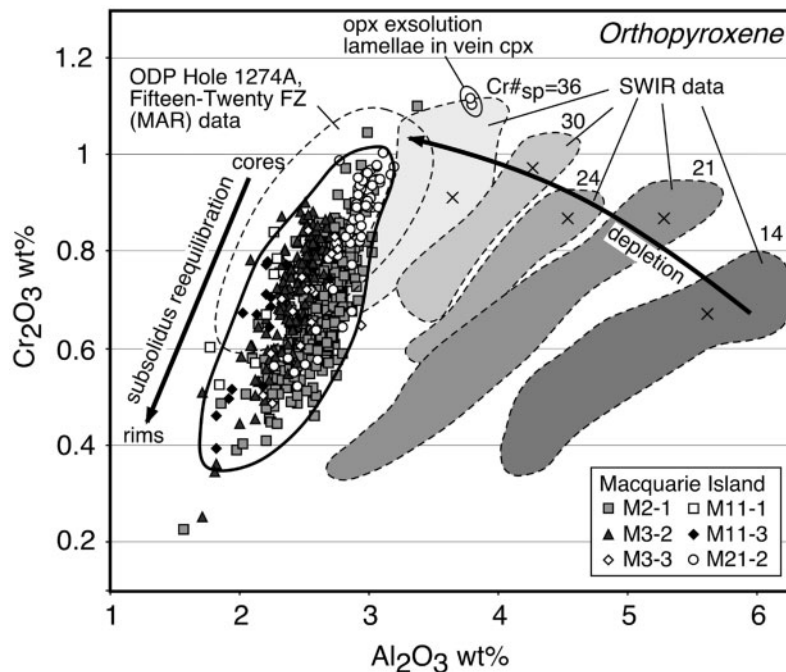 opx exsolution
lamellae in vein cpx
Orthopyroxene
ODP Hole 1274A,
Fifteen-Twenty FZ
(MAR) data
Cr#sp=36
SWIR data
30
24
21
14
cores
subsolidus reequilibration
rims
depletion
Cr2O3 wt%
1.2
1
0.8
0.6
0.4
0.2
Macquarie Island
M2-1 M11-1
M3-2 M11-3
M3-3 M21-2
1 2 3 4 5 6
Al2O3 wt%